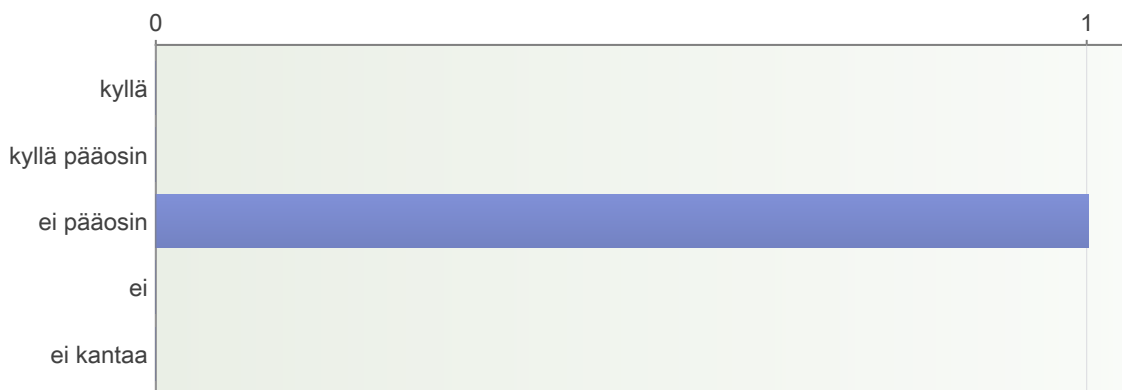 0 1
kyllä
kyllä pääosin
ei pääosin
ei
ei kantaa